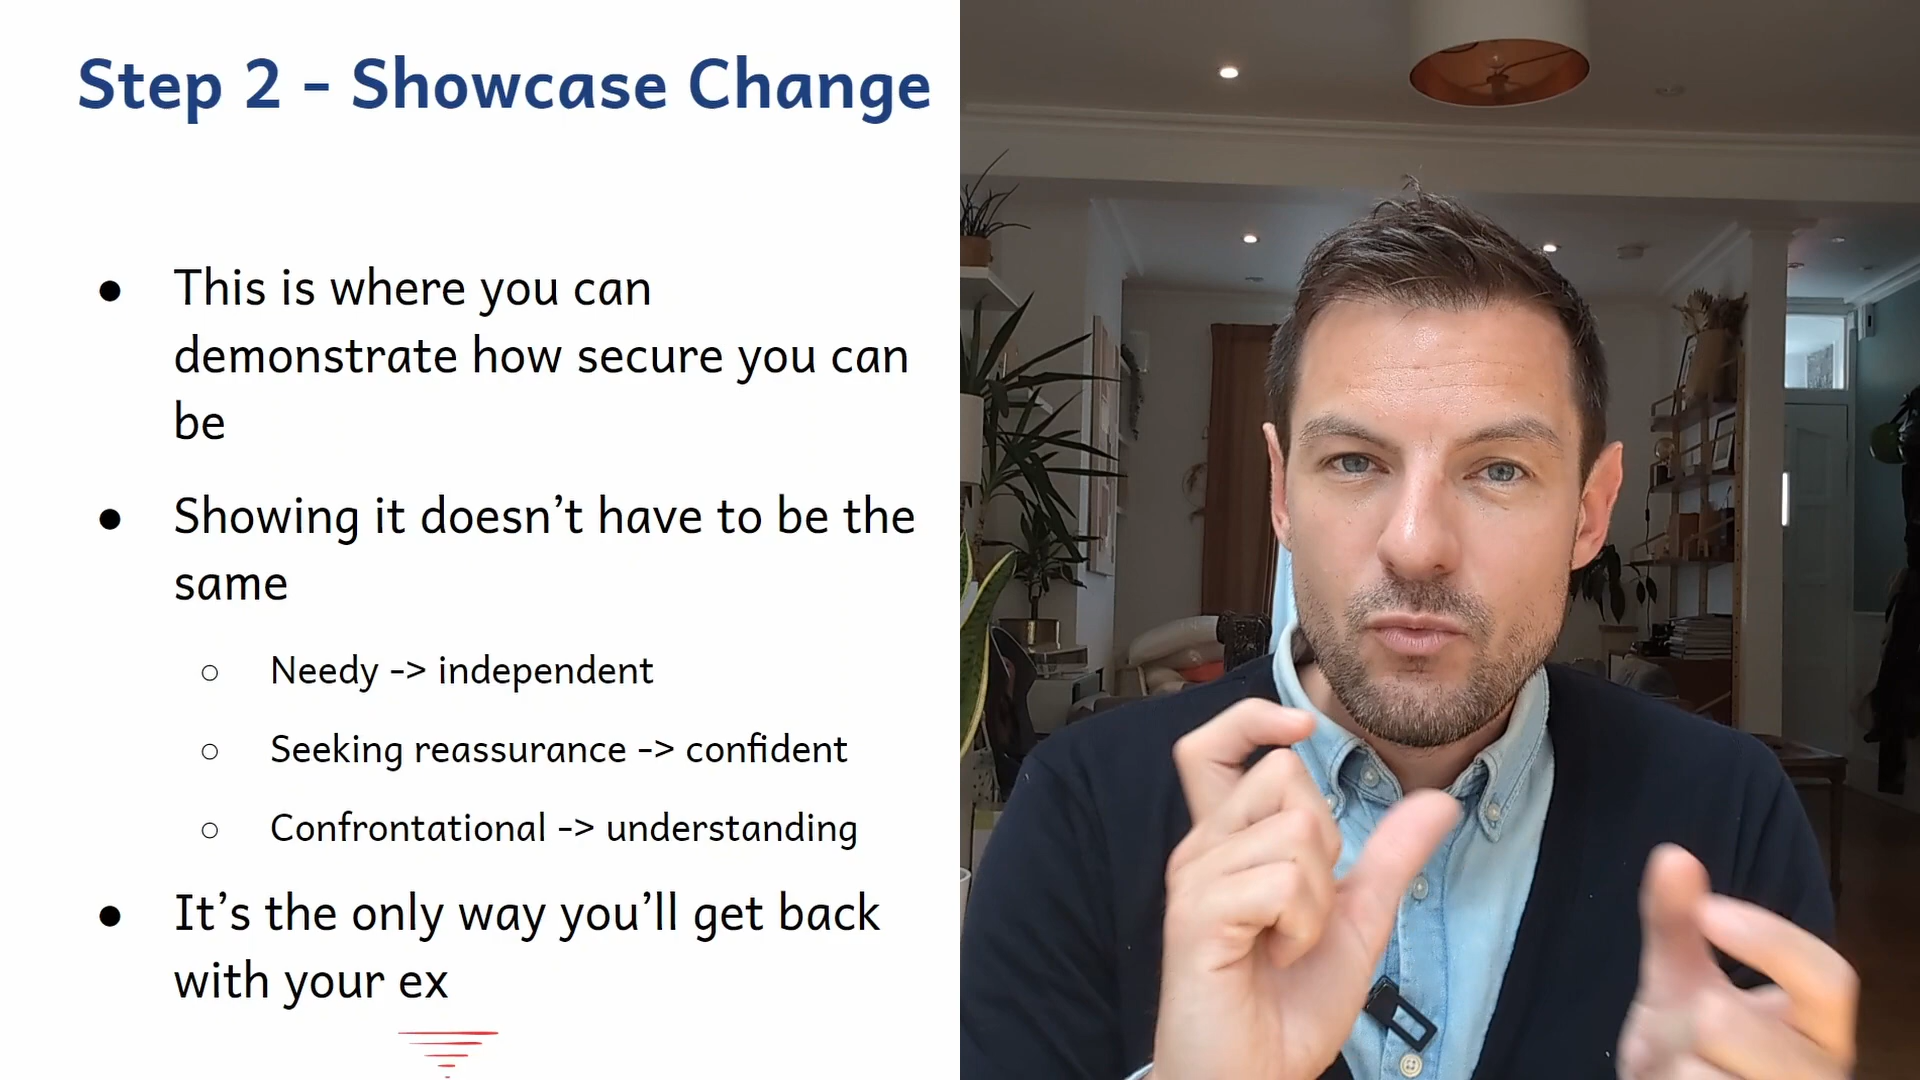 Step 2 - Showcase Change
● This is where you can
demonstrate how secure you can
be
● Showing it doesn't have to be the
same
○ Needy -> independent
○ Seeking reassurance -> confident
○ Confrontational -> understanding
● It's the only way you'll get back
with your ex